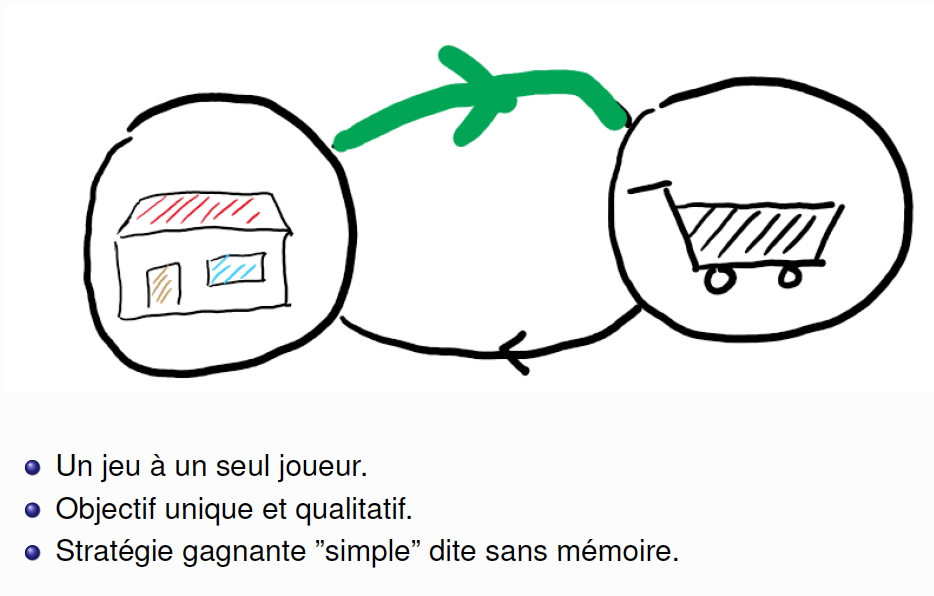 Un jeu à un seul joueur.
Objectif unique et qualitatif.
Stratégie gagnante ”simple” dite sans mémoire.